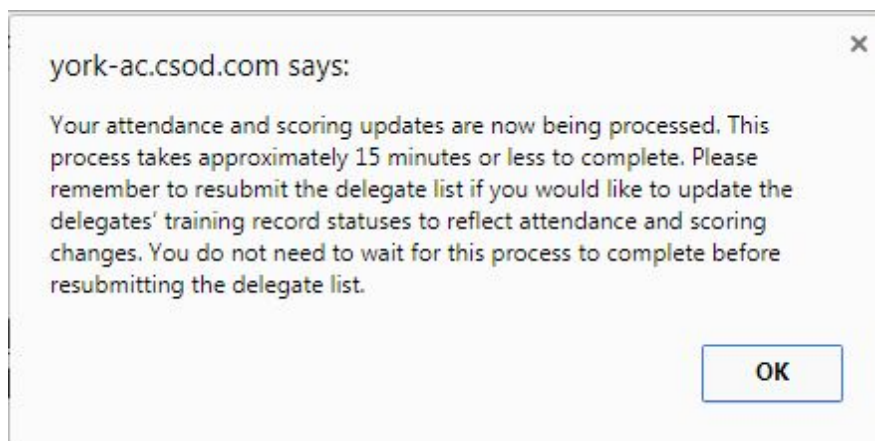 york-ac.csod.com says:
Your attendance and scoring updates are now being processed. This
process takes approximately 15 minutes or less to complete. Please
remember to resubmit the delegate list if you would like to update the
delegates' training record statuses to reflect attendance and scoring
changes. You do not need to wait for this process to complete before
resubmitting the delegate list.
OK